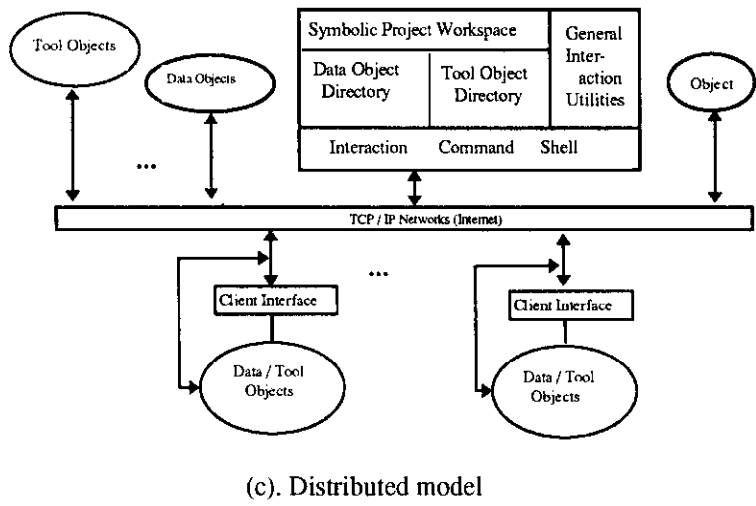 Tool Objects
Data Objects
...
Symbolic Project Workspace
Data Object
Directory
Tool Object
Directory
General
Inter-
action
Utilities
Interaction Command Shell
Object
TCP / IP Networks (Internet)
...
Client Interface
Data / Tool
Objects
Client Interface
Data / Tool
Objects
(c). Distributed model